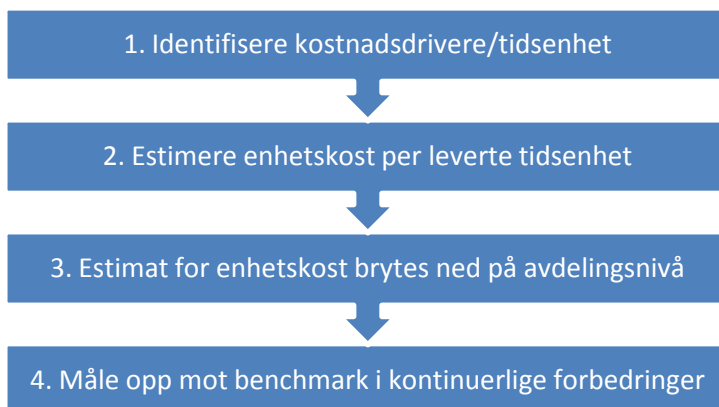 1. Identifisere kostnadsdrivere/tidsenhet
2. Estimere enhetskost per leverte tidsenhet
3. Estimat for enhetskost brytes ned på avdelingsnivå
4. Måle opp mot benchmark i kontinuerlige forbedringer